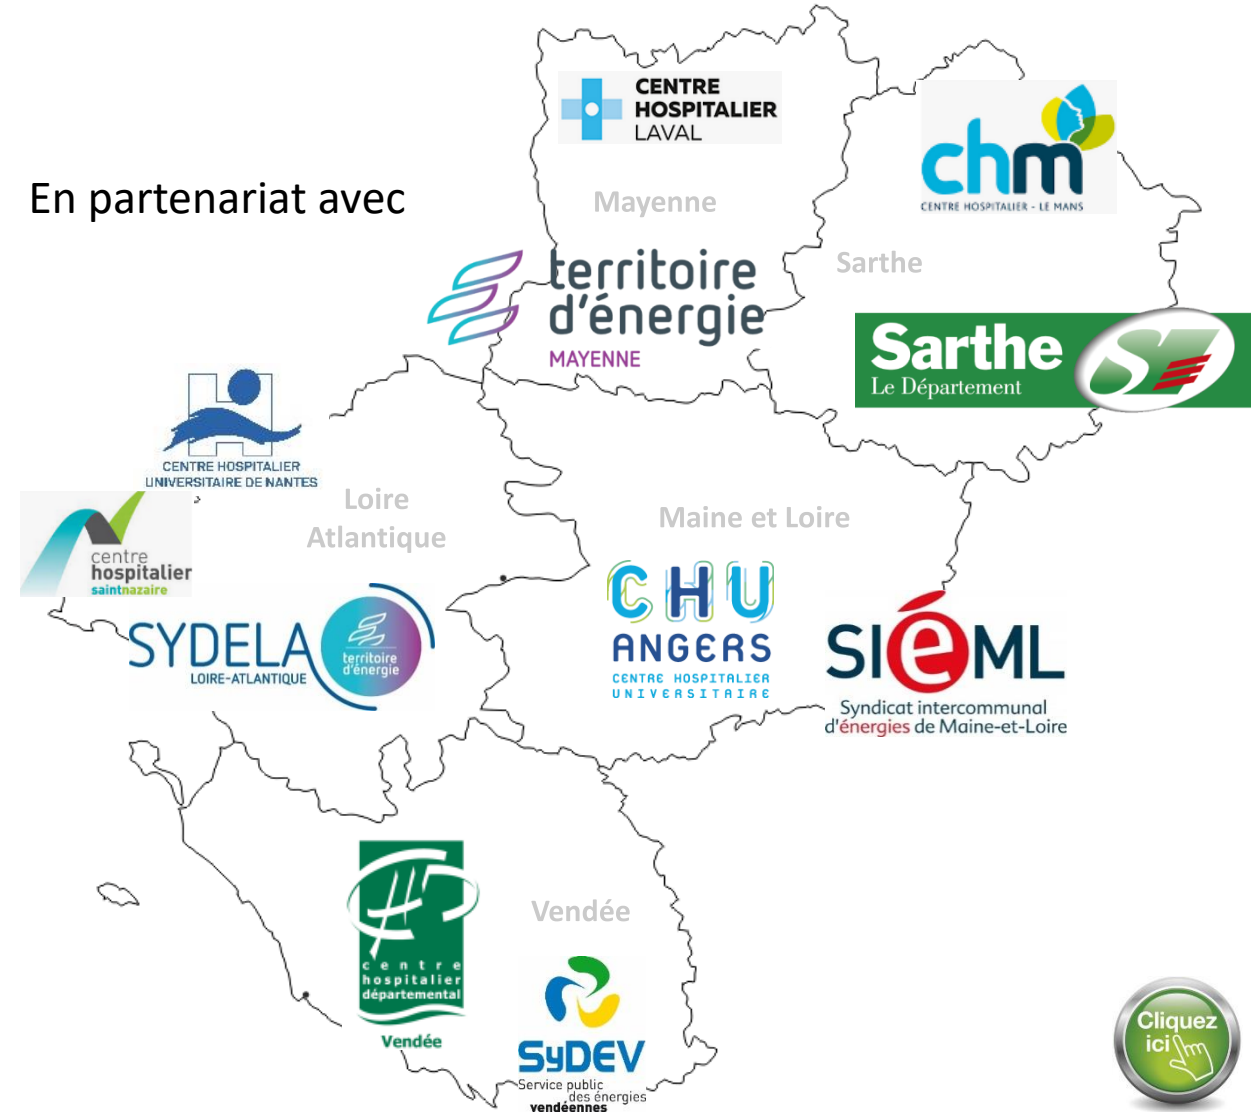 CENTRE
HOSPITALIER
LAVAL
chm
CENTRE HOSPITALIER - LE MANS
En partenariat avec
Mayenne
Sarthe
territoire
d'énergie
MAYENNE
Sarthe
Le Département
CENTRE HOSPITALIER
UNIVERSITAIRE DE NANTES
Loire
Atlantique
Maine et Loire
centre
hospitalier
saintnazaire
SYDELA
LOIRE-ATLANTIQUE
territoire
d'énergie
CHU
ANGERS
CENTRE HOSPITALIER
UNIVERSITAIRE
SIéML
Syndicat intercommunal
d'énergies de Maine-et-Loire
Vendée
centre
hospitalier
départemental
Vendée
SyDEV
Service public
des énergies
vendéennes
Cliquez
ici